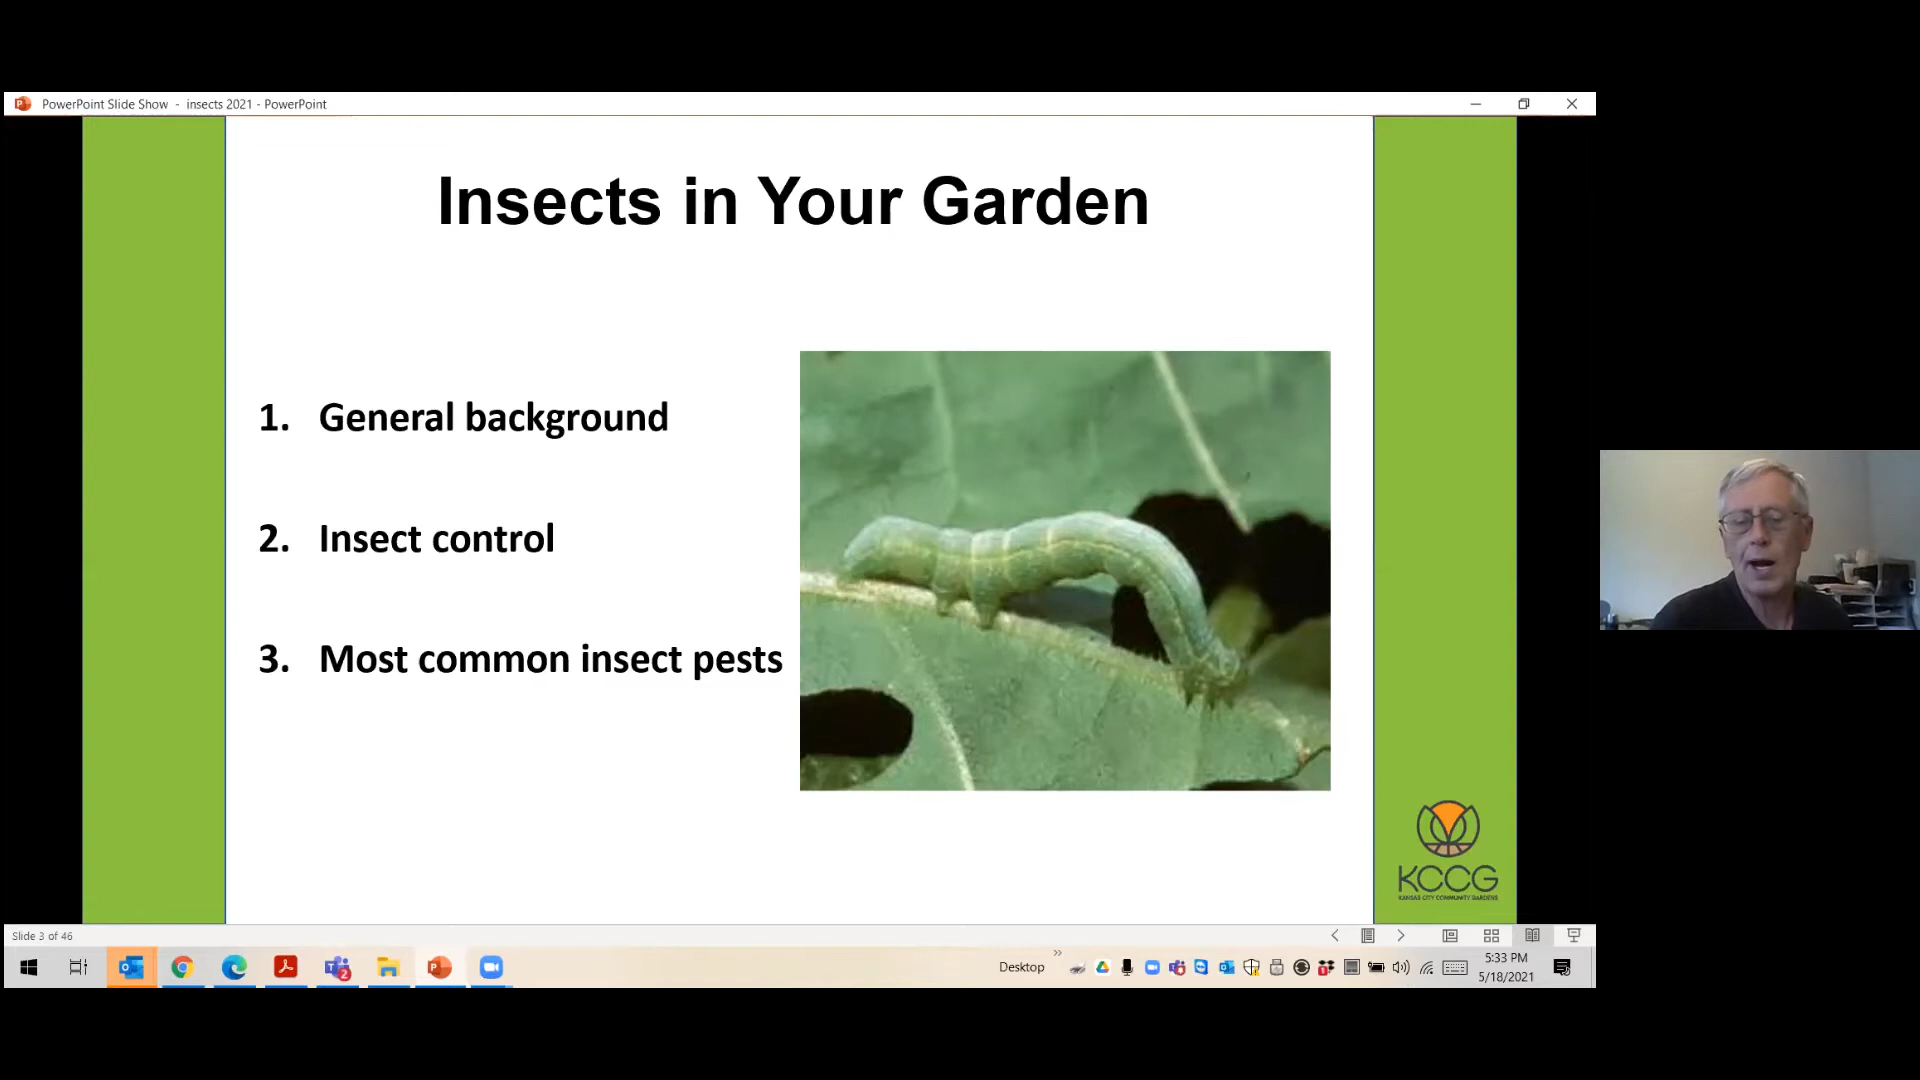 PowerPoint Slide Show - insects 2021 - PowerPoint
Insects in Your Garden
1. General background
2. Insect control
3. Most common insect pests
KCCG
KANSAS CITY COMMUNITY GARDENS
Slide 3 of 46
Desktop
5:33 PM
5/18/2021